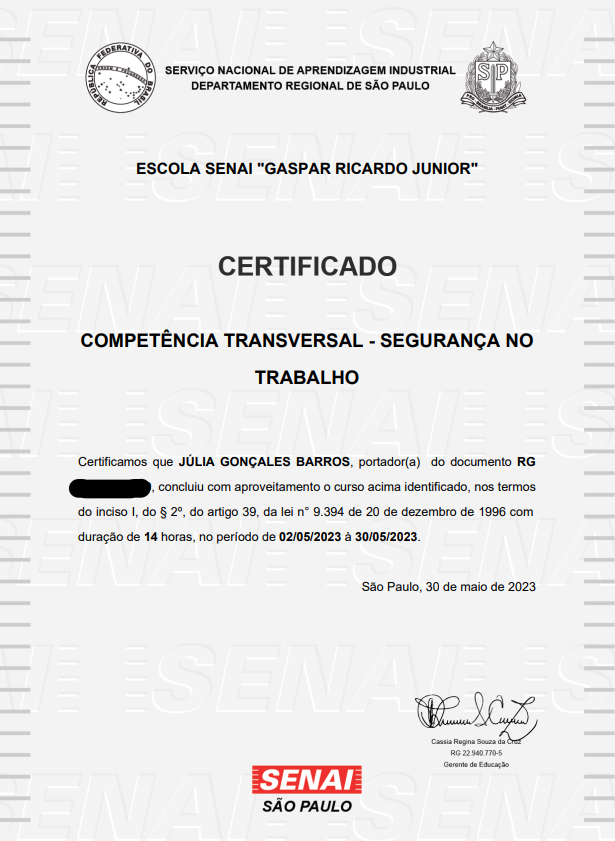 REPÚBLICA FEDERATIVA DO BRASIL
SERVIÇO NACIONAL DE APRENDIZAGEM INDUSTRIAL
DEPARTAMENTO REGIONAL DE SÃO PAULO
SP
ESCOLA SENAI "GASPAR RICARDO JUNIOR"
CERTIFICADO
COMPETÊNCIA TRANSVERSAL - SEGURANÇA NO
TRABALHO
Certificamos que JÚLIA GONÇALES BARROS, portador(a) do documento RG
, concluiu com aproveitamento o curso acima identificado, nos termos
do inciso I, do § 2º, do artigo 39, da lei n° 9.394 de 20 de dezembro de 1996 com
duração de 14 horas, no período de 02/05/2023 à 30/05/2023.
São Paulo, 30 de maio de 2023
Cassia Regina Souza da Cruz
RG 22.940.770-5
Gerente de Educação
SENAI
SÃO PAULO